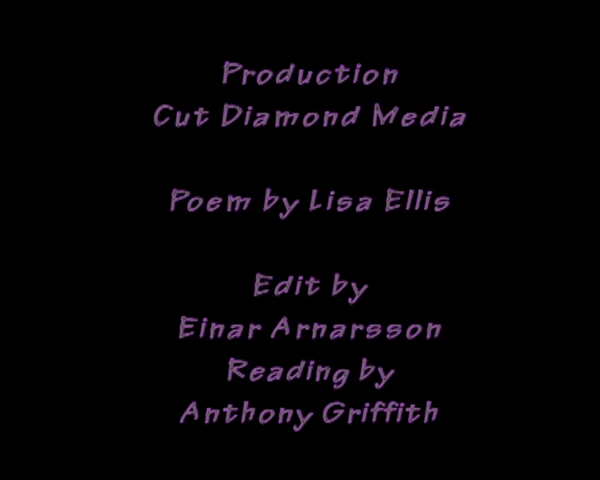 Production
Cut Diamond Media
Poem by Lisa Ellis
Edit by
Einar Arnarsson
Reading by
Anthony Griffith